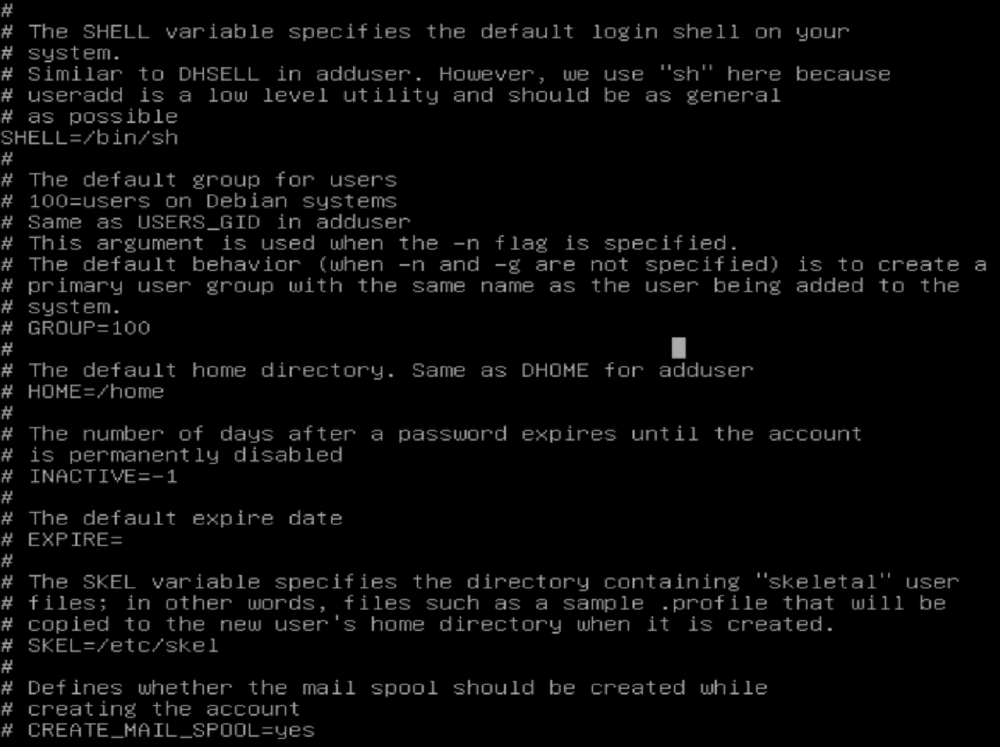 #
# The SHELL variable specifies the default login shell on your
# system.
# Similar to DHSELL in adduser. However, we use "sh" here because
# useradd is a low level utility and should be as general
# as possible
SHELL=/bin/sh
#
# The default group for users
# 100=users on Debian systems
# Same as USERS_GID in adduser
# This argument is used when the -n flag is specified.
# The default behavior (when -n and -g are not specified) is to create a
# primary user group with the same name as the user being added to the
# system.
# GROUP=100
#
# The default home directory. Same as DHOME for adduser
# HOME=/home
#
# The number of days after a password expires until the account
# is permanently disabled
# INACTIVE=-1
#
# The default expire date
# EXPIRE=
#
# The SKEL variable specifies the directory containing "skeletal" user
# files; in other words, files such as a sample .profile that will be
# copied to the new user's home directory when it is created.
# SKEL=/etc/skel
#
# Defines whether the mail spool should be created while
# creating the account
# CREATE_MAIL_SPOOL=yes